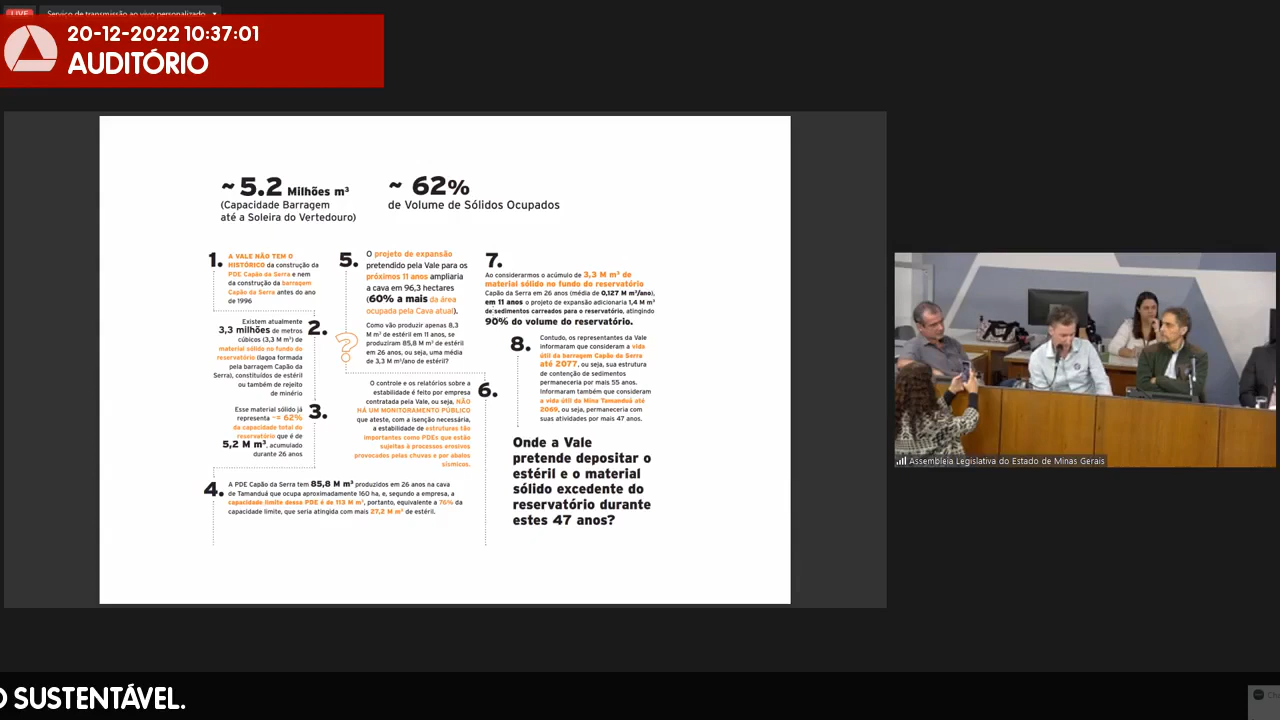 LIVE
Serviço de transmissão ao vivo personalizado
20-12-2022 10:37:01
AUDITÓRIO
~ 5.2 Milhões m³
(Capacidade Barragem
até a Soleira do Vertedouro)
~ 62%
de Volume de Sólidos Ocupados
1.
A VALE NÃO TEM O
HISTÓRICO da construção da
PDE Capão da Serra e nem
da construção da barragem
Capão da Serra antes do ano
de 1996
2.
Existem atualmente
3,3 milhões de metros
cúbicos (3,3 M m³) de
material sólido no fundo do
reservatório (lagoa formada
pela barragem Capão da
Serra), constituídos de estéril
ou também de rejeito
de minério
3.
Esse material sólido já
representa ~= 62%
da capacidade total do
reservatório que é de
5,2 M m³, acumulado
durante 26 anos
4.
A PDE Capão da Serra tem 85,8 M m³ produzidos em 26 anos na cava
de Tamanduá que ocupa aproximadamente 160 ha, e, segundo a empresa, a
capacidade limite dessa PDE é de 113 M m³, portanto, equivalente a 76% da
capacidade limite, que seria atingida com mais 27,2 M m³ de estéril.
5.
O projeto de expansão
pretendido pela Vale para os
próximos 11 anos ampliaria
a cava em 96,3 hectares
(60% a mais da área
ocupada pela Cava atual).
?
Como vão produzir apenas 8,3
M m³ de estéril em 11 anos, se
produziram 85,8 M m³ de estéril
em 26 anos, ou seja, uma média
de 3,3 M m³/ano de estéril?
6.
O controle e os relatórios sobre a
estabilidade é feito por empresa
contratada pela Vale, ou seja, NÃO
HÁ UM MONITORAMENTO PÚBLICO
que ateste, com a isenção necessária,
a estabilidade de estruturas tão
importantes como PDEs que estão
sujeitas à processos erosivos
provocados pelas chuvas e por abalos
sísmicos.
7.
Ao considerarmos o acúmulo de 3,3 M m³ de
material sólido no fundo do reservatório
Capão da Serra em 26 anos (média de 0,127 M m³/ano),
em 11 anos o projeto de expansão adicionaria 1,4 M m³
de sedimentos carreados para o reservatório, atingindo
90% do volume do reservatório.
8.
Contudo, os representantes da Vale
informaram que consideram a vida
útil da barragem Capão da Serra
até 2077, ou seja, sua estrutura
de contenção de sedimentos
permaneceria por mais 55 anos.
Informaram também que consideram
a vida útil da Mina Tamanduá até
2069, ou seja, permaneceria com
suas atividades por mais 47 anos.
Onde a Vale
pretende depositar o
estéril e o material
sólido excedente do
reservatório durante
estes 47 anos?
Assembleia Legislativa do Estado de Minas Gerais
O SUSTENTÁVEL.